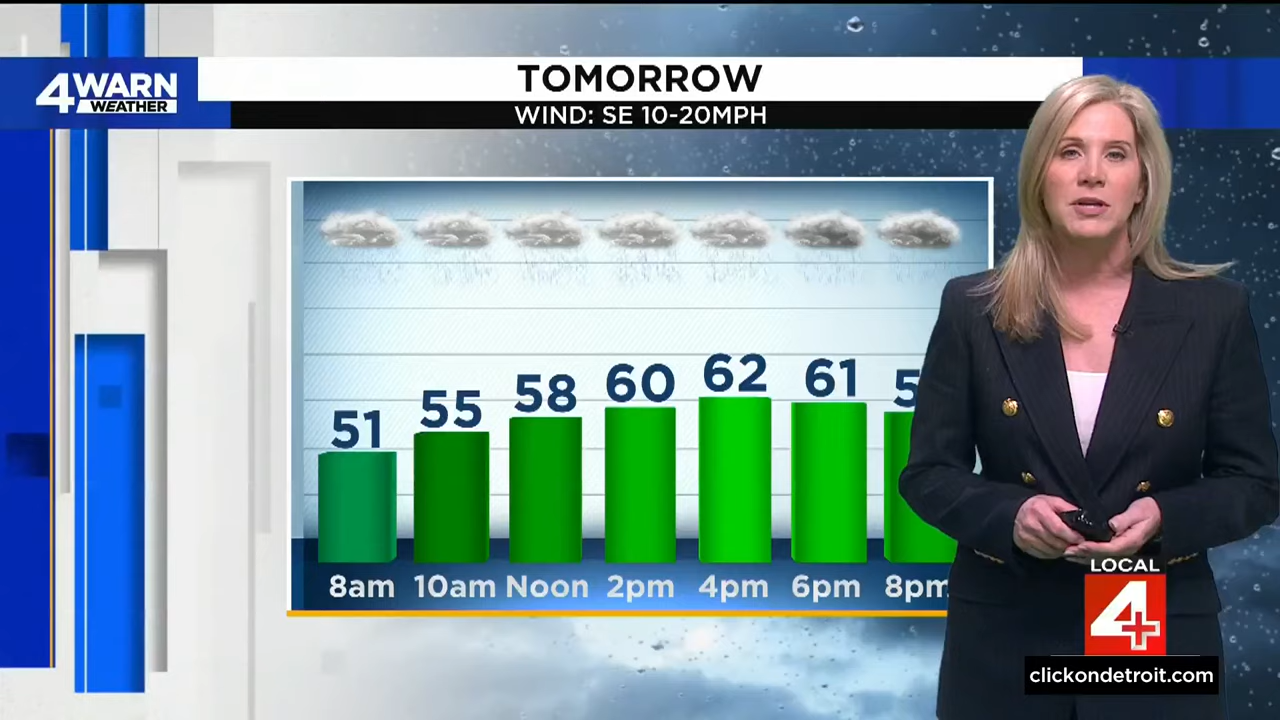 4WARN
WEATHER
TOMORROW
WIND: SE 10-20MPH
51 55 58 60 62 61
8am 10am Noon 2pm 4pm 6pm 8pm
LOCAL
4+
clickondetroit.com